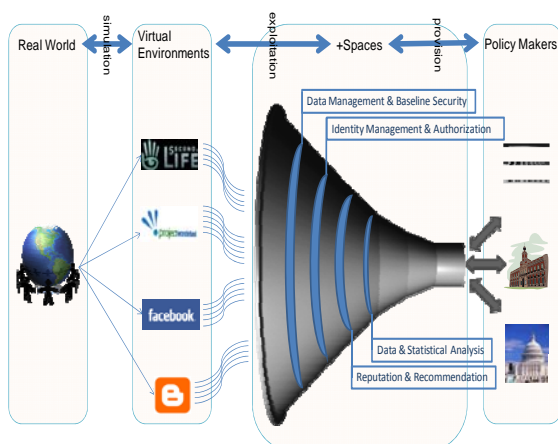 Real World
simulation
Virtual
Environments
exploitation
+Spaces
provision
Policy Makers
Data Management & Baseline Security
Identity Management & Authorization
SECOND
LIFE
facebook
Data & Statistical Analysis
Reputation & Recommendation